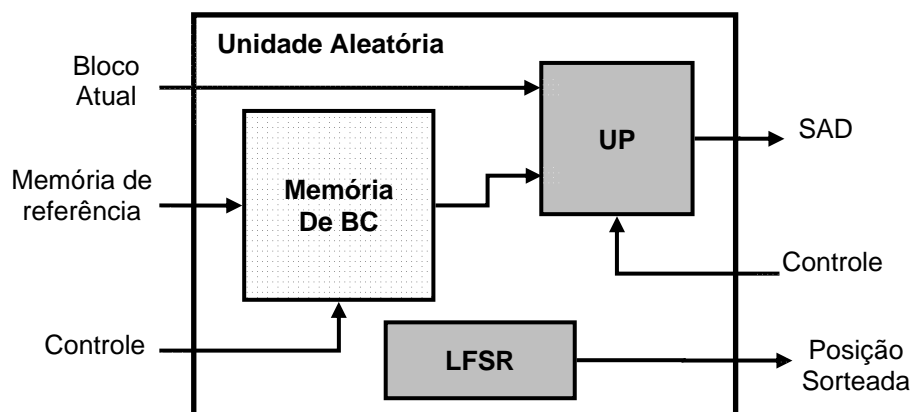 Unidade Aleatória
Bloco
Atual
UP
SAD
Memória de
referência
Memória
De BC
Controle
Controle
LFSR
Posição
Sorteada